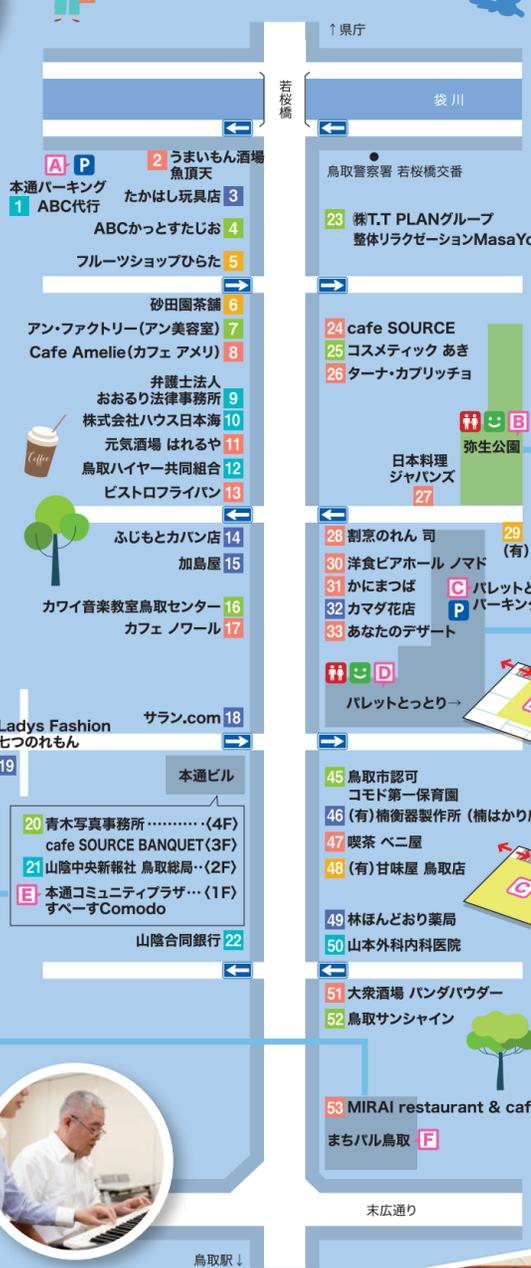 ↑県庁
若桜橋
袋川
A P
本通パーキング
1 ABC代行
2 うまいもん酒場
魚頂天
たかはし玩具店 3
ABCかっとすたじお 4
フルーツショップひらた 5
砂田園茶舗 6
アン・ファクトリー(アン美容室) 7
Cafe Amelie(カフェ アメリ) 8
弁護士法人
おおるり法律事務所 9
株式会社ハウス日本海 10
元気酒場 はれるや 11
鳥取ハイヤー共同組合 12
ビストロフライパン 13
Coffee
ふじもとカバン店 14
加島屋 15
カワイ音楽教室鳥取センター 16
カフェ ノワール 17
サラン.com 18
Ladys Fashion
七つのれもん
19
本通ビル
20 青木写真事務所…………〈4F〉
cafe SOURCE BANQUET〈3F〉
21 山陰中央新報社 鳥取総局‥〈2F〉
E 本通コミュニティプラザ…〈1F〉
すぺーすComodo
山陰合同銀行 22
鳥取警察署 若桜橋交番
23 ㈱T.T PLANグループ
整体リラクゼーションMasaYo
24 cafe SOURCE
25 コスメティック あき
26 ターナ・カプリッチョ
B
弥生公園
日本料理
ジャパンズ
27
28 割烹のれん 司
29
(有)
30 洋食ビアホール ノマド
31 かにまつば
32 カマダ花店
33 あなたのデザート
C パレットと
P パーキング
D
パレットとっとり→
45 鳥取市認可
コモド第一保育園
46 (有)楠衡器製作所 (楠はかり
47 喫茶 ベニ屋
48 (有)甘味屋 鳥取店
C
49 林ほんどおり薬局
50 山本外科内科医院
51 大衆酒場 パンダパウダー
52 鳥取サンシャイン
53 MIRAI restaurant & caf
まちパル鳥取 F
末広通り
鳥取駅↓